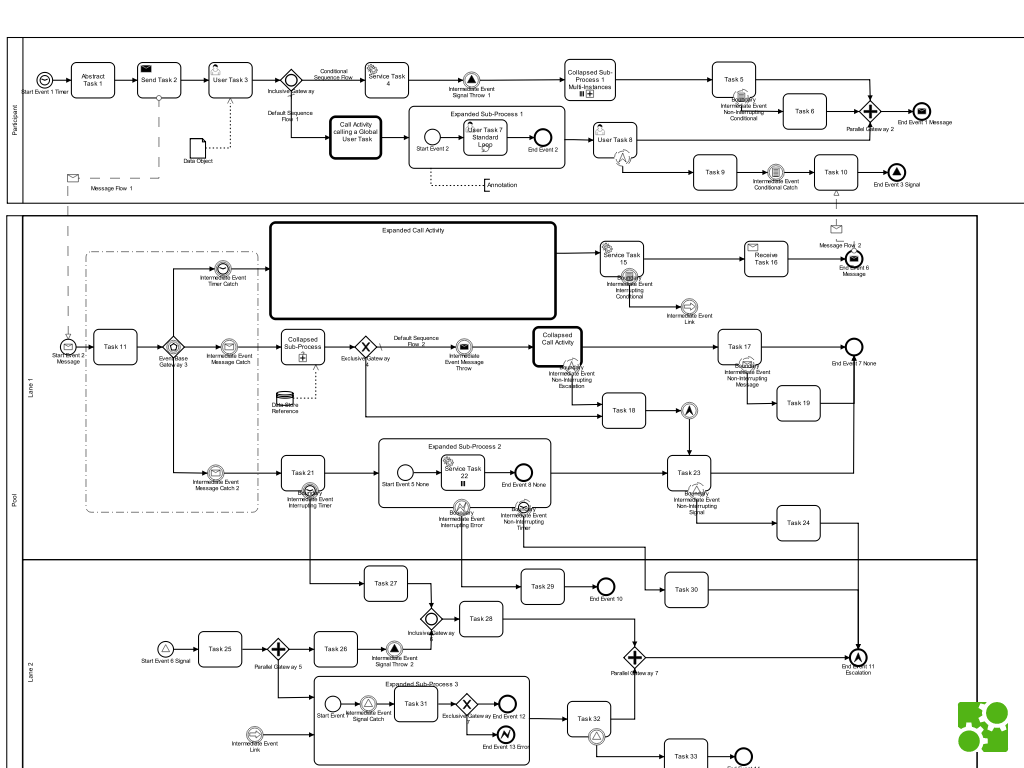 Participant
Start Event 1 Timer
Abstract
Task 1
Send Task 2
User Task 3
Inclusive Gateway
Conditional
Sequence Flow
Service Task
4
Intermediate Event
Signal Throw 1
Collapsed Sub-
Process 1
Multi-Instances
Task 5
Boundary
Intermediate Event
Non-Interrupting
Conditional
Task 6
Parallel Gateway 2
End Event 1 Message
Default Sequence
Flow 1
Call Activity
calling a Global
User Task
Expanded Sub-Process 1
Start Event 2
User Task 7
Standard
Loop
End Event 2
User Task 8
Data Object
Annotation
Task 9
Intermediate Event
Conditional Catch
Task 10
End Event 3 Signal
Message Flow 1
Message Flow 2
Pool
Lane 1
Expanded Call Activity
Service Task
15
Boundary
Intermediate Event
Interrupting
Conditional
Receive
Task 16
End Event 6
Message
Intermediate Event
Timer Catch
Intermediate Event
Link
Start Event 2
Message
Task 11
Event Base
Gateway 3
Intermediate Event
Message Catch
Collapsed
Sub-Process
Exclusive Gateway
4
Default Sequence
Flow 2
Intermediate
Event Message
Throw
Collapsed
Call Activity
Boundary
Intermediate Event
Non-Interrupting
Escalation
Task 17
Boundary
Intermediate Event
Non-Interrupting
Message
End Event 7 None
Data Store
Reference
Task 18
Task 19
Intermediate Event
Message Catch 2
Task 21
Boundary
Intermediate Event
Interrupting Timer
Expanded Sub-Process 2
Start Event 5 None
Service Task
22
End Event 8 None
Boundary
Intermediate Event
Interrupting Error
Boundary
Intermediate Event
Non-Interrupting
Timer
Task 23
Boundary
Intermediate Event
Non-Interrupting
Signal
Task 24
Lane 2
Task 27
Task 29
End Event 10
Task 30
Inclusive Gateway
Task 28
Start Event 6 Signal
Task 25
Parallel Gateway 5
Task 26
Intermediate Event
Signal Throw 2
Parallel Gateway 7
End Event 11
Escalation
Expanded Sub-Process 3
Start Event
Intermediate Event
Signal Catch
Task 31
Exclusive Gateway
End Event 12
End Event 13 Error
Intermediate Event
Link
Task 32
Task 33